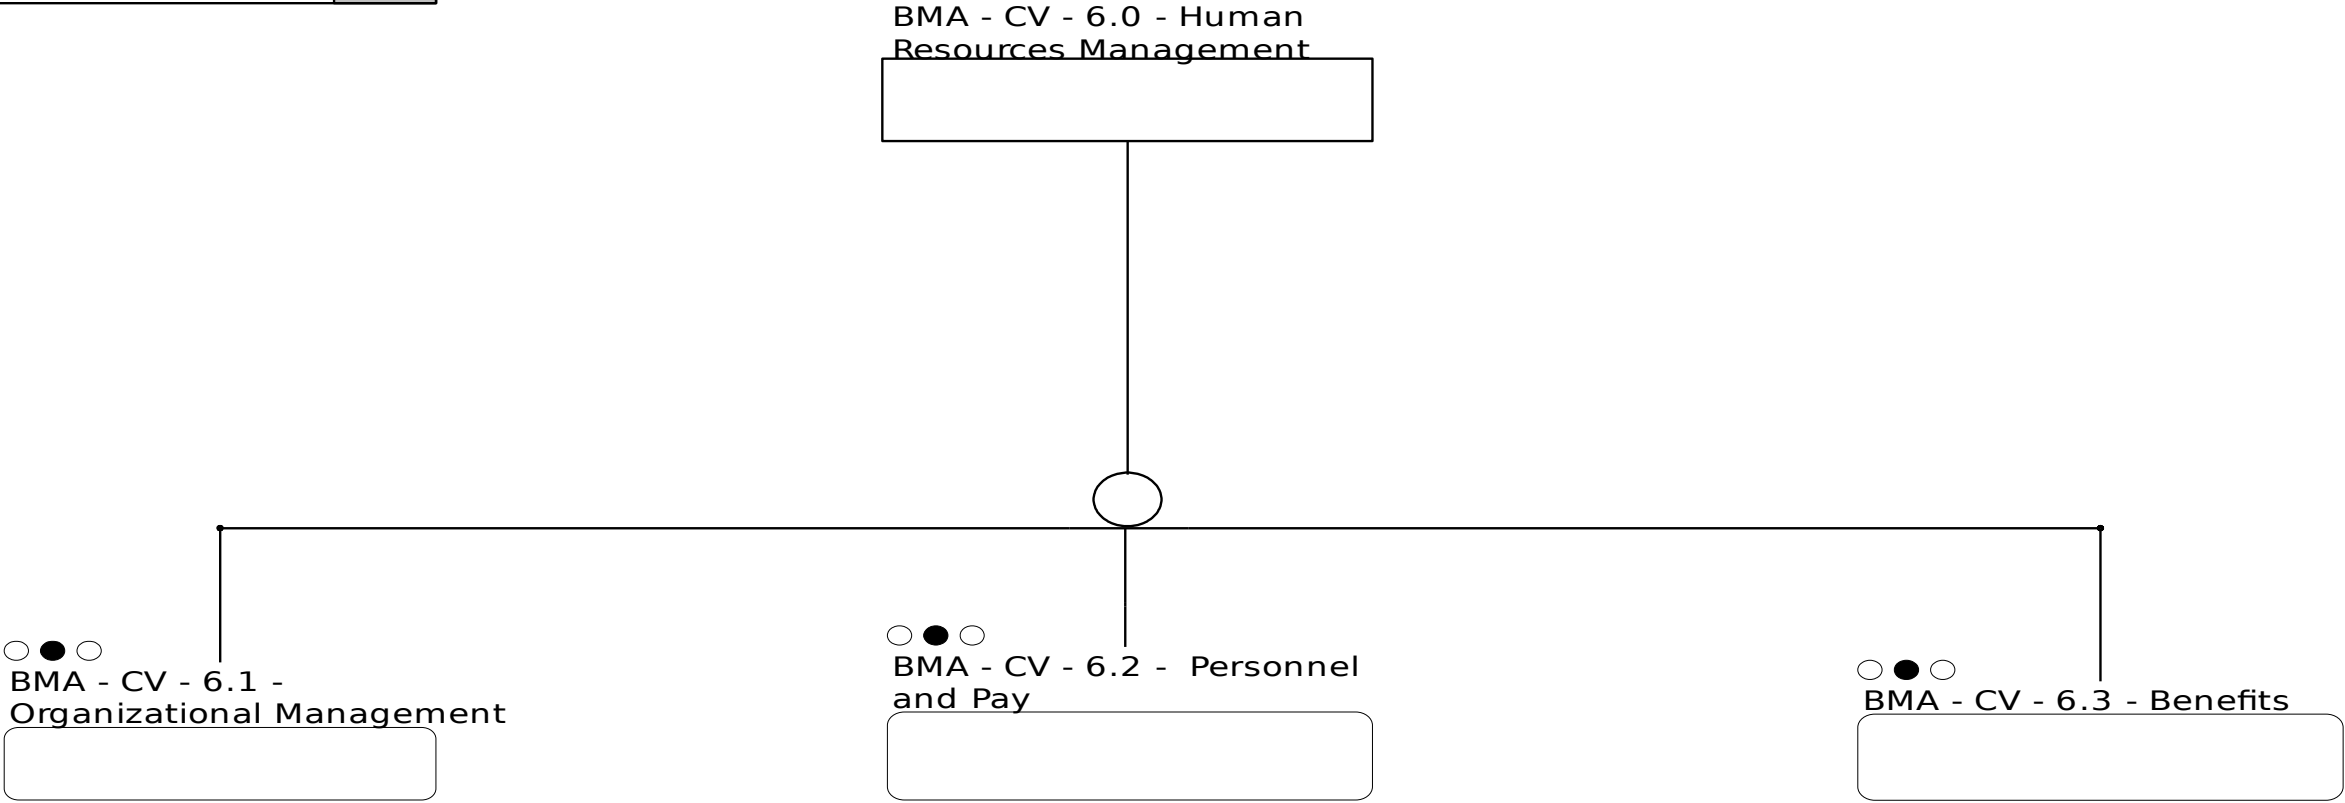 BMA - CV - 6.0 - Human
Resources Management
BMA - CV - 6.1 -
Organizational Management
BMA - CV - 6.2 -  Personnel
and Pay
BMA - CV - 6.3 - Benefits